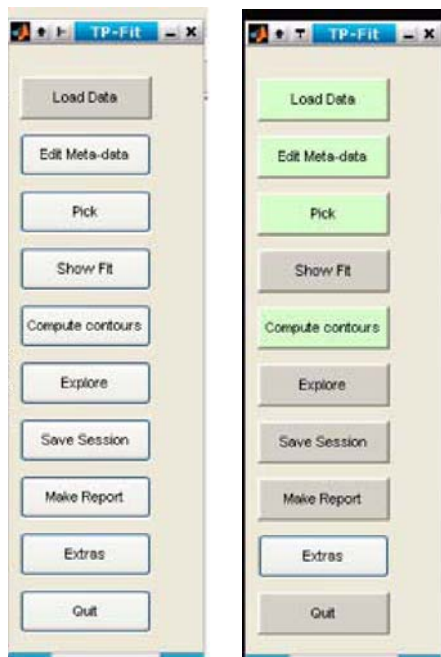 TP-Fit
Load Data
Edit Meta-data
Pick
Show Fit
Compute contours
Explore
Save Session
Make Report
Extras
Quit
TP-Fit
Load Data
Edit Meta-data
Pick
Show Fit
Compute contours
Explore
Save Session
Make Report
Extras
Quit